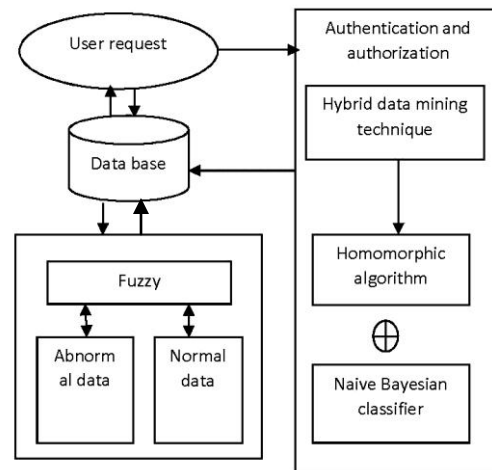 User request
Authentication and
authorization
Hybrid data mining
technique
Data base
Homomorphic
algorithm
Fuzzy
Abnorm
al data
Normal
data
Naive Bayesian
classifier